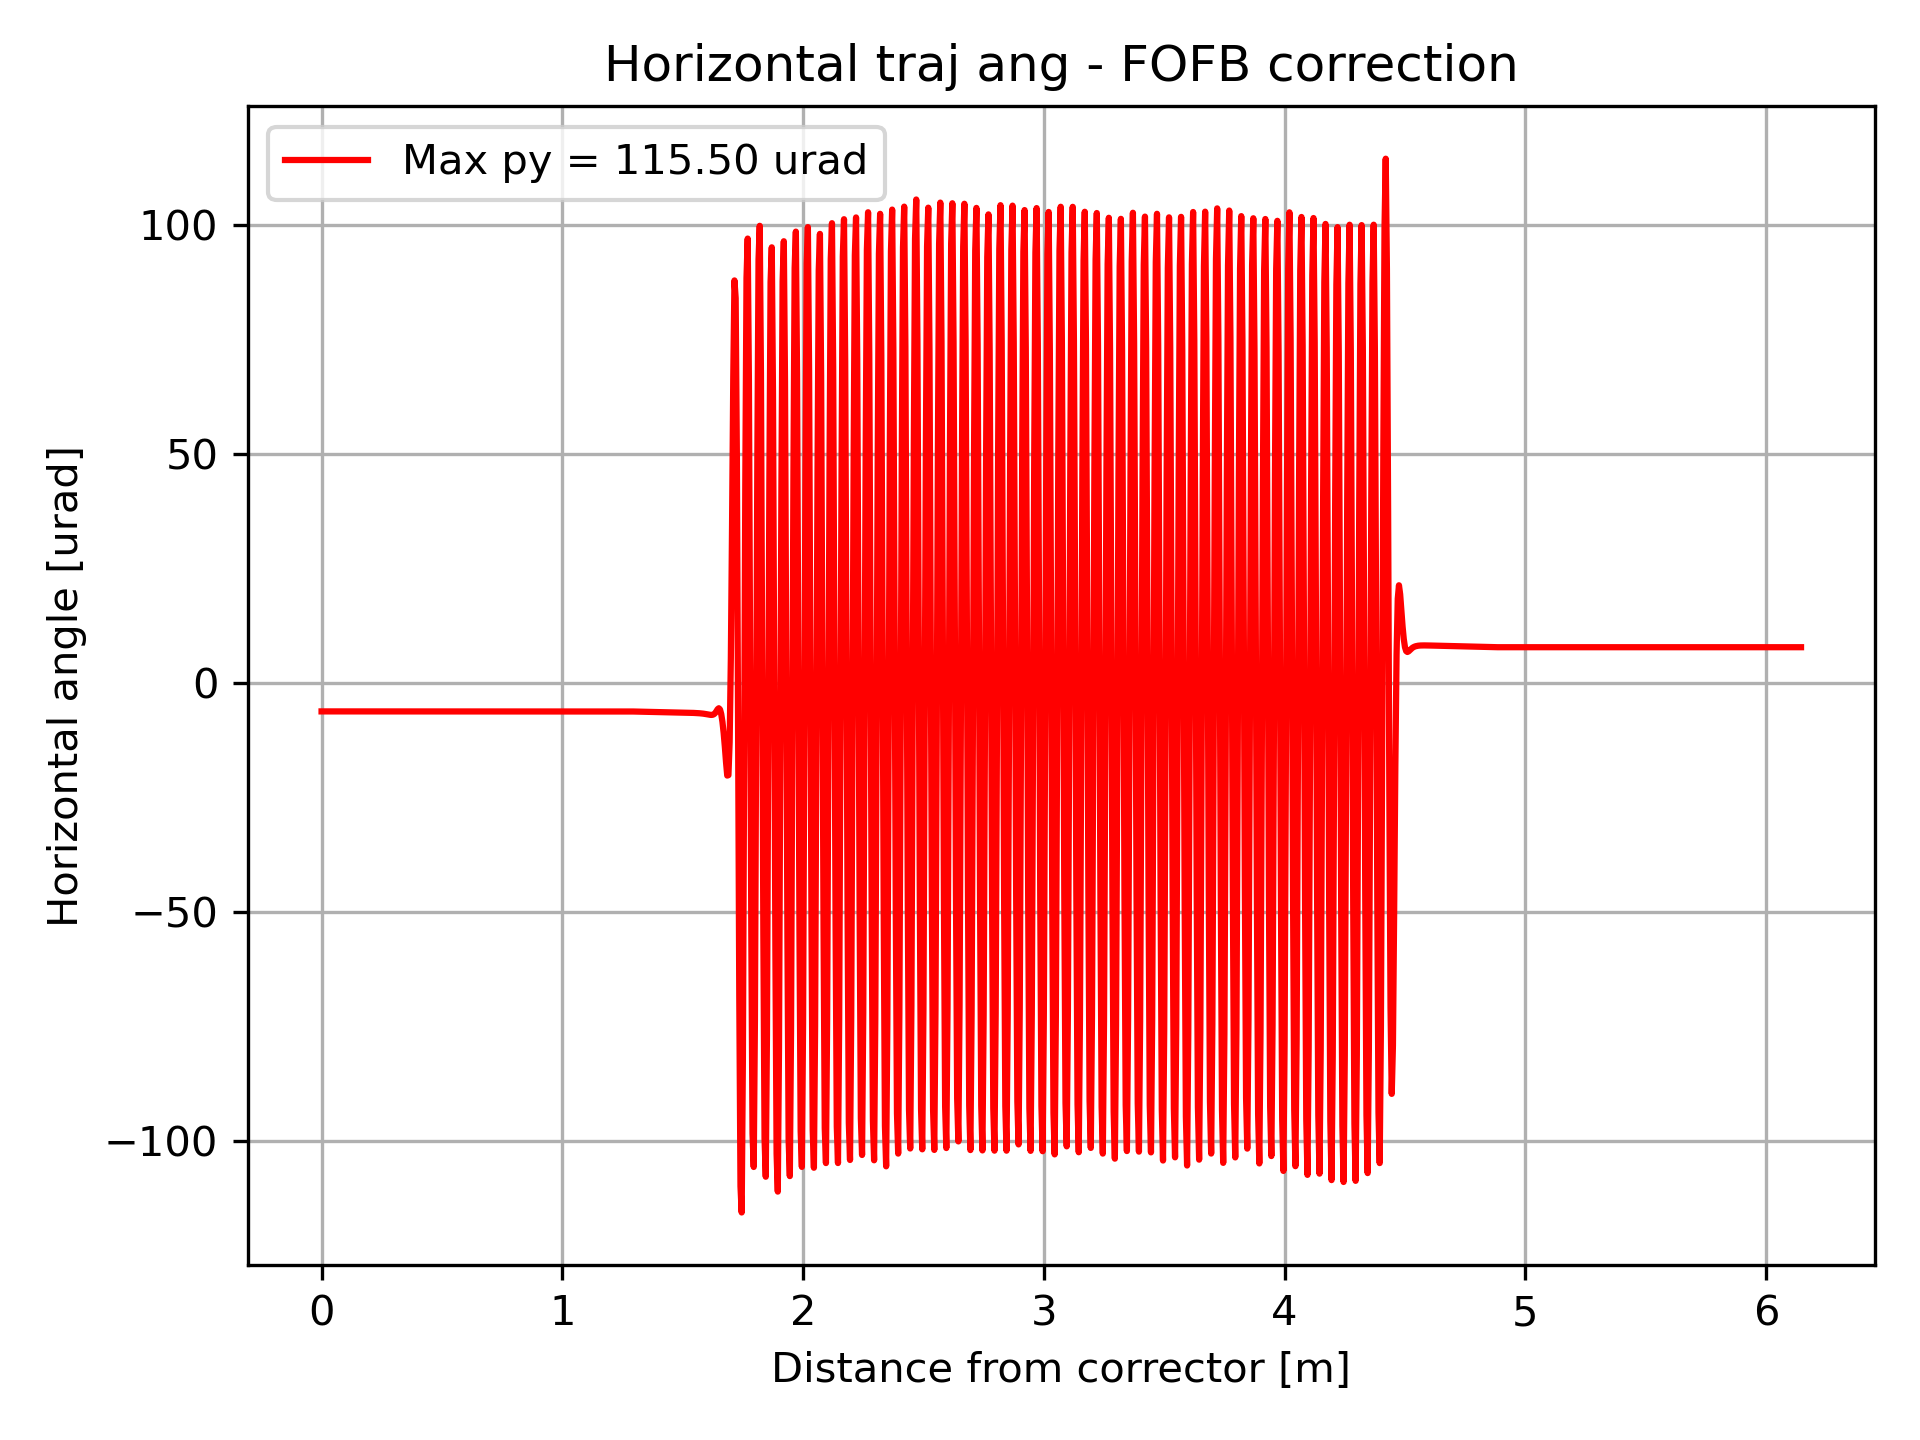 Horizontal traj ang - FOFB correction
Max py = 115.50 urad
100
50
0
−50
−100
Horizontal angle [urad]
0 1 2 3 4 5 6
Distance from corrector [m]